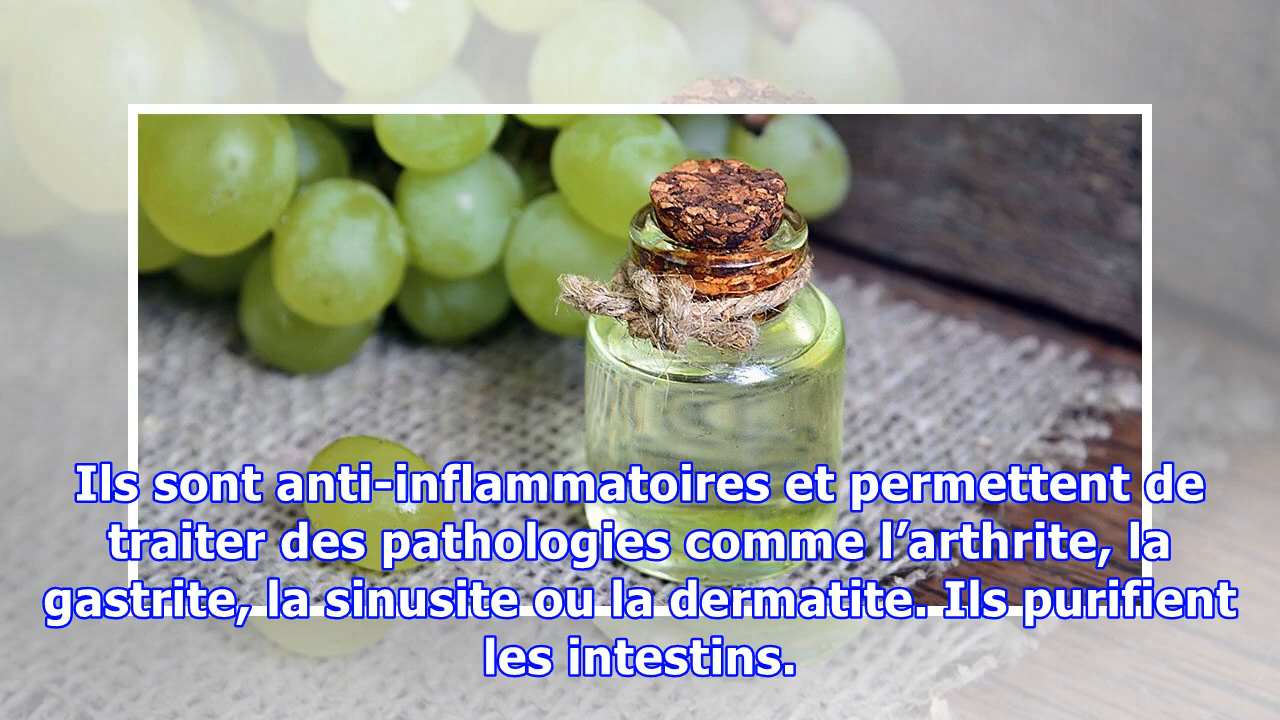 Ils sont anti-inflammatoires et permettent de
traiter des pathologies comme l’arthrite, la
gastrite, la sinusite ou la dermatite. Ils purifient
les intestins.